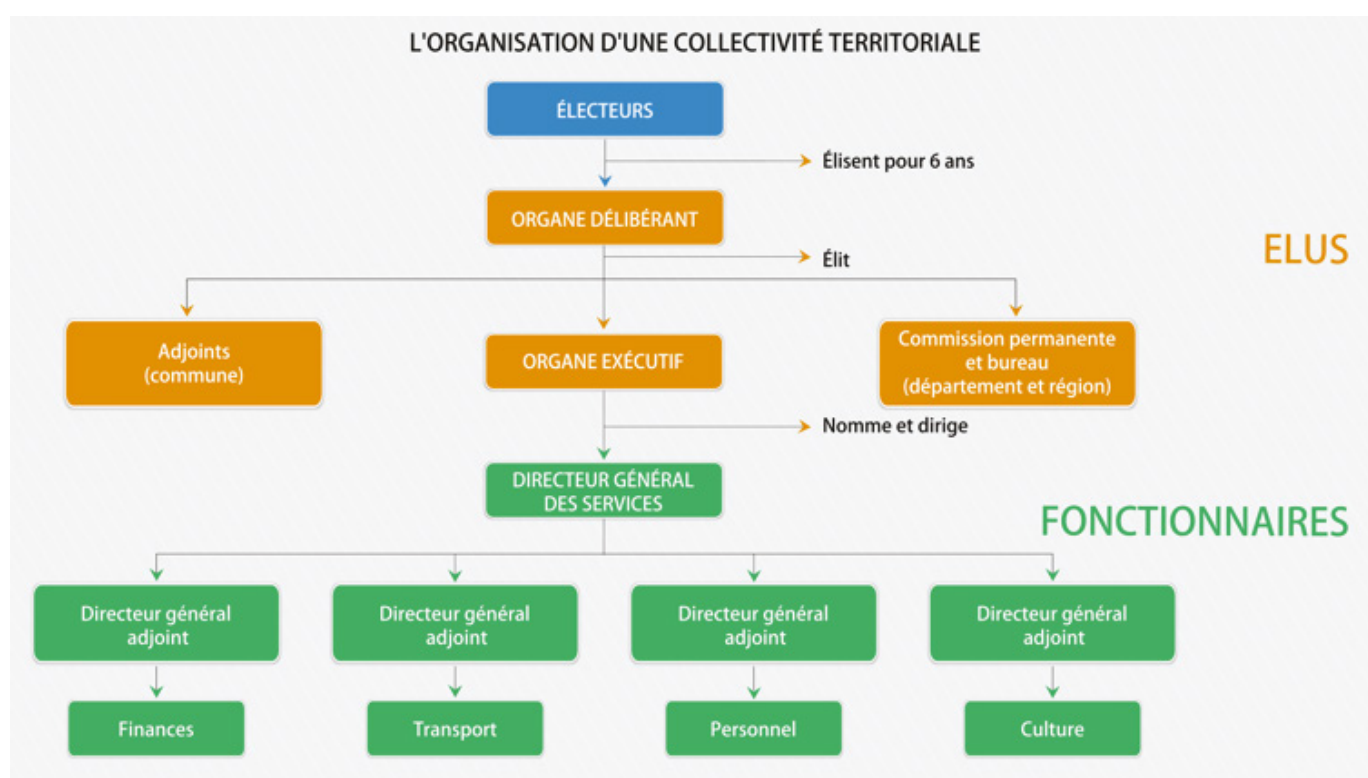 L'ORGANISATION D'UNE COLLECTIVITÉ TERRITORIALE
ÉLECTEURS
Élisent pour 6 ans
ORGANE DÉLIBÉRANT
ELUS
Élit
Adjoints
(commune)
ORGANE EXÉCUTIF
Commission permanente
et bureau
(département et région)
Nomme et dirige
DIRECTEUR GÉNÉRAL
DES SERVICES
FONCTIONNAIRES
Directeur général
adjoint
Directeur général
adjoint
Directeur général
adjoint
Directeur général
adjoint
Finances
Transport
Personnel
Culture